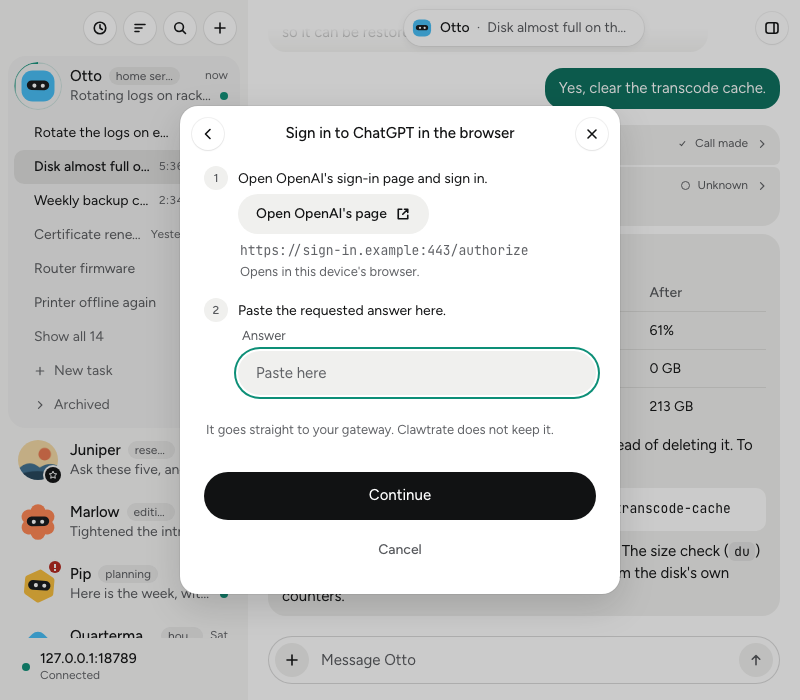 so it can be restor
Otto · Disk almost full on th...
Otto home ser... now
Rotating logs on rack...
Yes, clear the transcode cache.
Rotate the logs on e...
Disk almost full o... 5:36
Weekly backup c... 2:34
Certificate rene... Yeste
Router firmware
Printer offline again
Show all 14
+ New task
Archived
Call made
Unknown
After
61%
0 GB
213 GB
ead of deleting it. To
transcode-cache
The size check ( du )
m the disk's own
counters.
Juniper rese...
Ask these five, an
Marlow editi...
Tightened the intr
Pip planning
Here is the week, wit...
Quarterma hou... Sat
127.0.0.1:18789
Connected
Message Otto
Sign in to ChatGPT in the browser
1 Open OpenAI's sign-in page and sign in.
Open OpenAI's page
https://sign-in.example:443/authorize
Opens in this device's browser.
2 Paste the requested answer here.
Answer
Paste here
It goes straight to your gateway. Clawtrate does not keep it.
Continue
Cancel